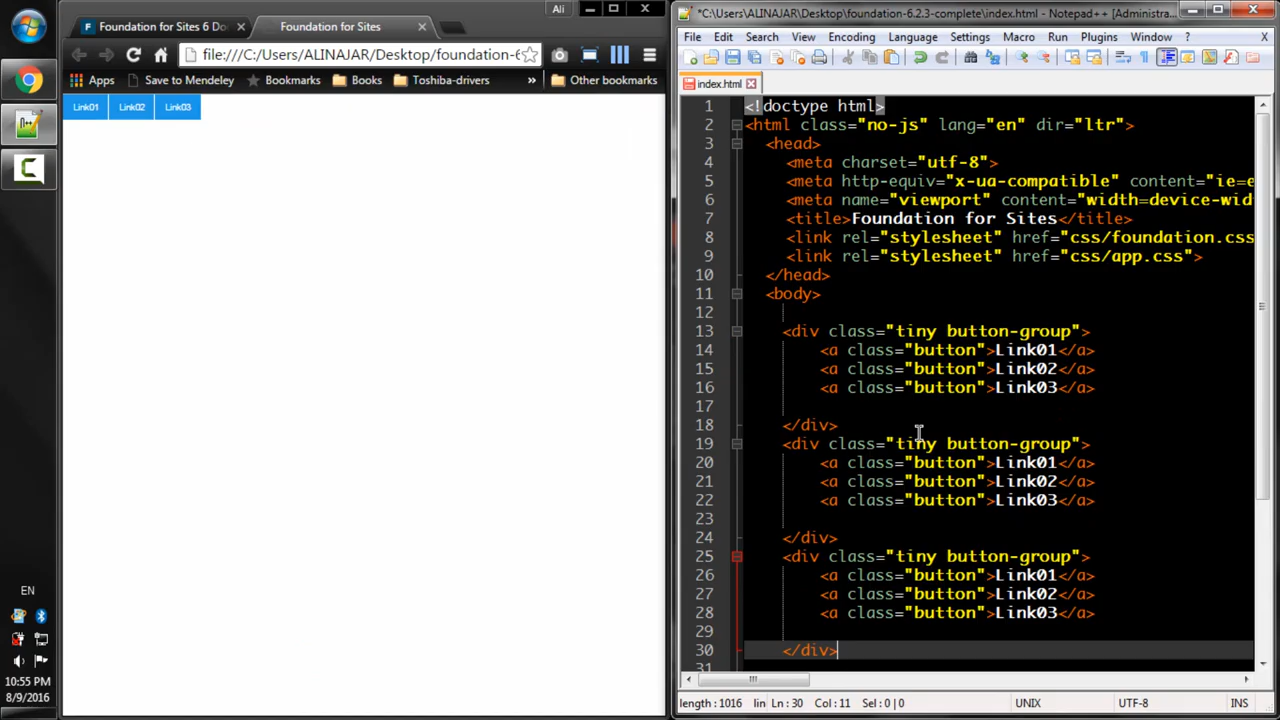 Foundation for Sites 6 Do
Foundation for Sites
Ali
file:///C:/Users/ALINAJAR/Desktop/foundation-6
Apps
Save to Mendeley
Bookmarks
Books
Toshiba-drivers
»
Other bookmarks
Link01
Link02
Link03
EN
10:55 PM
8/9/2016
*C:\Users\ALINAJAR\Desktop\foundation-6.2.3-complete\index.html - Notepad++ [Administra...
File Edit Search View Encoding Language Settings Macro Run Plugins Window ? X
index.html
1 <!doctype html>
2 <html class="no-js" lang="en" dir="ltr">
3 <head>
4 <meta charset="utf-8">
5 <meta http-equiv="x-ua-compatible" content="ie=e
6 <meta name="viewport" content="width=device-wid
7 <title>Foundation for Sites</title>
8 <link rel="stylesheet" href="css/foundation.css
9 <link rel="stylesheet" href="css/app.css">
10 </head>
11 <body>
12
13 <div class="tiny button-group">
14 <a class="button">Link01</a>
15 <a class="button">Link02</a>
16 <a class="button">Link03</a>
17
18 </div>
19 <div class="tiny button-group">
20 <a class="button">Link01</a>
21 <a class="button">Link02</a>
22 <a class="button">Link03</a>
23
24 </div>
25 <div class="tiny button-group">
26 <a class="button">Link01</a>
27 <a class="button">Link02</a>
28 <a class="button">Link03</a>
29
30 </div>
31
length : 1016 lin Ln : 30 Col : 11 Sel : 0 | 0 UNIX UTF-8 INS